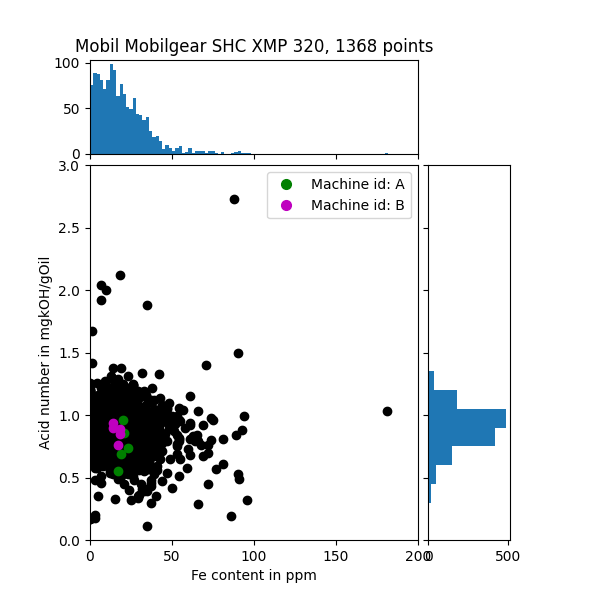 Mobil Mobilgear SHC XMP 320, 1368 points
100
50
0
3.0
2.5
2.0
1.5
1.0
0.5
0.0
Acid number in mgkOH/gOil
Machine id: A
Machine id: B
0 50 100 150 200
Fe content in ppm
0 500